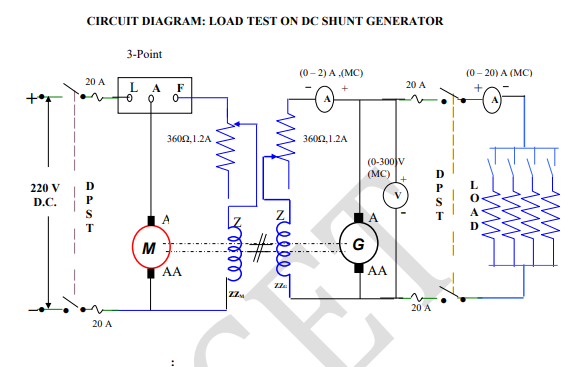 CIRCUIT DIAGRAM: LOAD TEST ON DC SHUNT GENERATOR
3-Point
(0 – 2) A ,(MC)
(0 – 20) A (MC)
20 A
L A F
- +
20 A
+ -
+
A
A
360Ω,1.2A
360Ω,1.2A
(0-300)V
(MC)
+
V
-
220 V
D.C.
D
P
S
T
D
P
S
T
L
O
A
D
A
Z
Z
A
M
G
AA
AA
ZZM
ZZG
-
20 A
20 A
:
CET